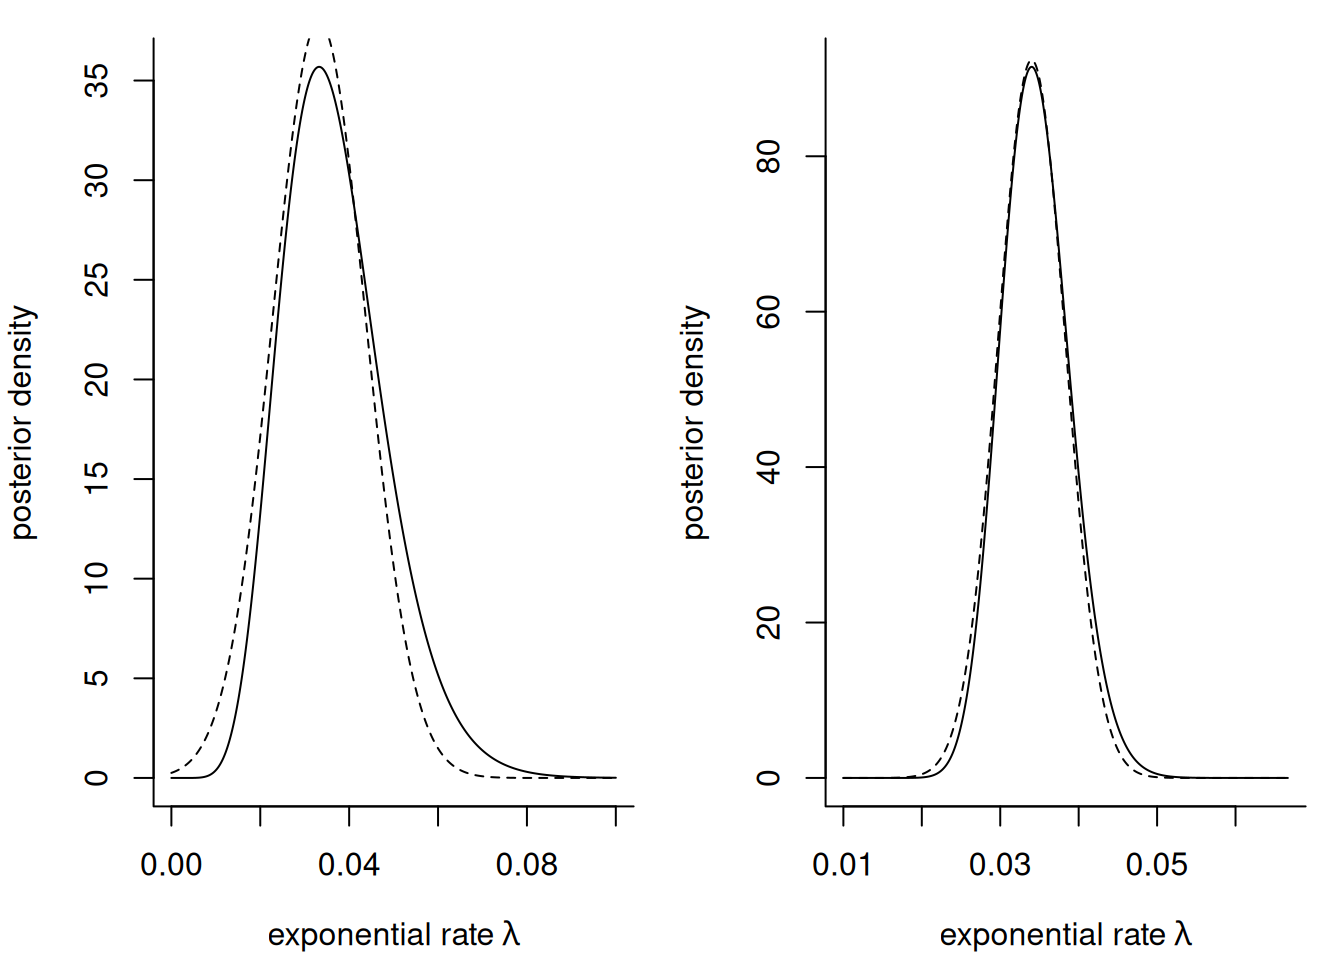 35
30
25
20
15
10
5
0
posterior density
0.00 0.04 0.08
exponential rate λ
80
60
40
20
0
posterior density
0.01 0.03 0.05
exponential rate λ